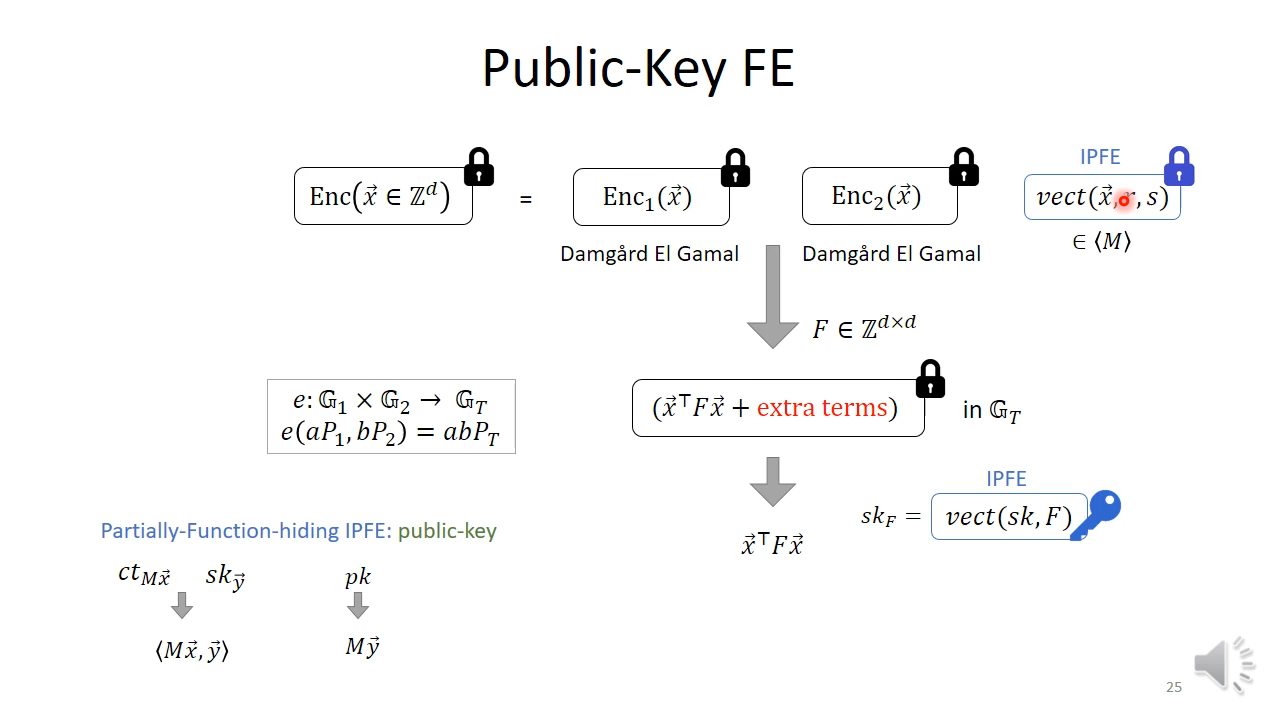 Public-Key FE
IPFE
Enc(x⃗ ∈ ℤ^d) = Enc₁(x⃗) Enc₂(x⃗) vect(x⃗, , s)
Damgård El Gamal Damgård El Gamal ∈ ⟨M⟩
F ∈ ℤ^{d×d}
e: 𝔾₁ × 𝔾₂ → 𝔾_T
e(aP₁, bP₂) = abP_T
(x⃗^⊤Fx⃗ + extra terms) in 𝔾_T
IPFE
sk_F = vect(sk, F)
x⃗^⊤Fx⃗
Partially-Function-hiding IPFE: public-key
ct_{Mx⃗} sk_{y⃗} pk
⟨Mx⃗, y⃗⟩ My⃗
25